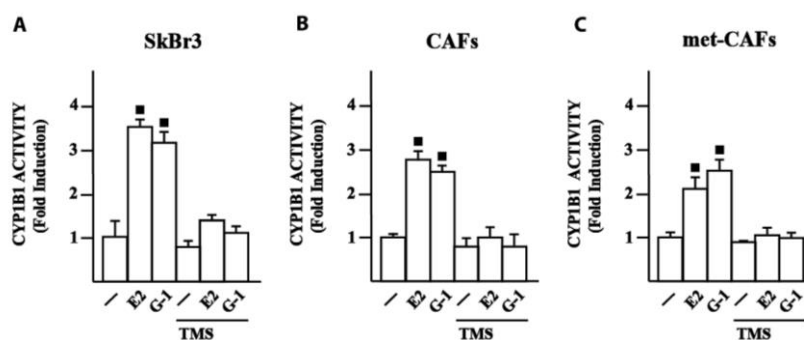 A
SkBr3
CYP1B1 ACTIVITY
(Fold Induction)
4
3
2
1
—
E2
G-1
—
E2
G-1
TMS
B
CAFs
CYP1B1 ACTIVITY
(Fold Induction)
4
3
2
1
—
E2
G-1
—
E2
G-1
TMS
C
met-CAFs
CYP1B1 ACTIVITY
(Fold Induction)
4
3
2
1
—
E2
G-1
—
E2
G-1
TMS